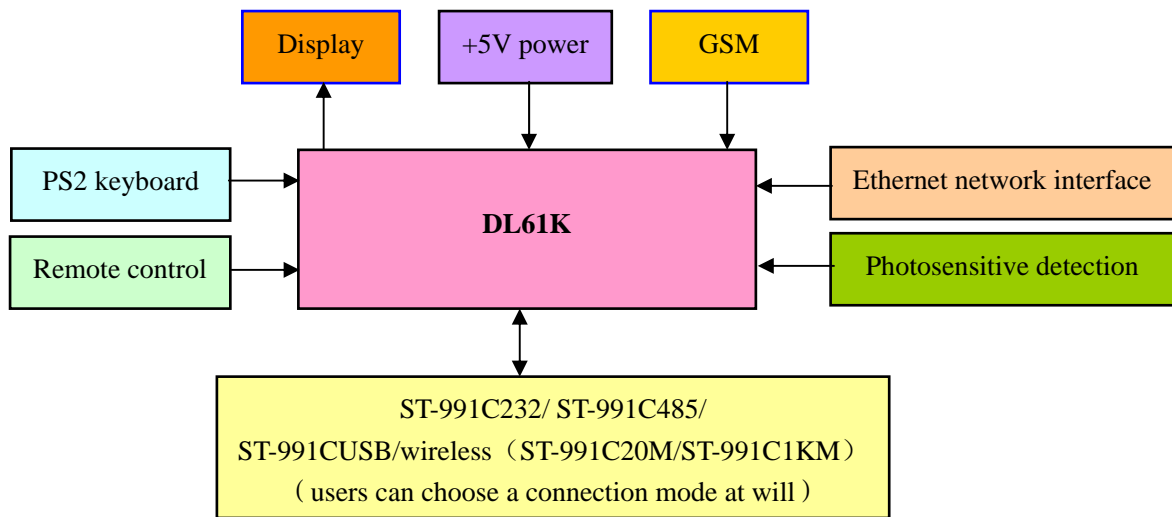 Display
+5V power
GSM
PS2 keyboard
Ethernet network interface
DL61K
Remote control
Photosensitive detection
ST-991C232/ ST-991C485/
ST-991CUSB/wireless（ST-991C20M/ST-991C1KM）
（users can choose a connection mode at will）